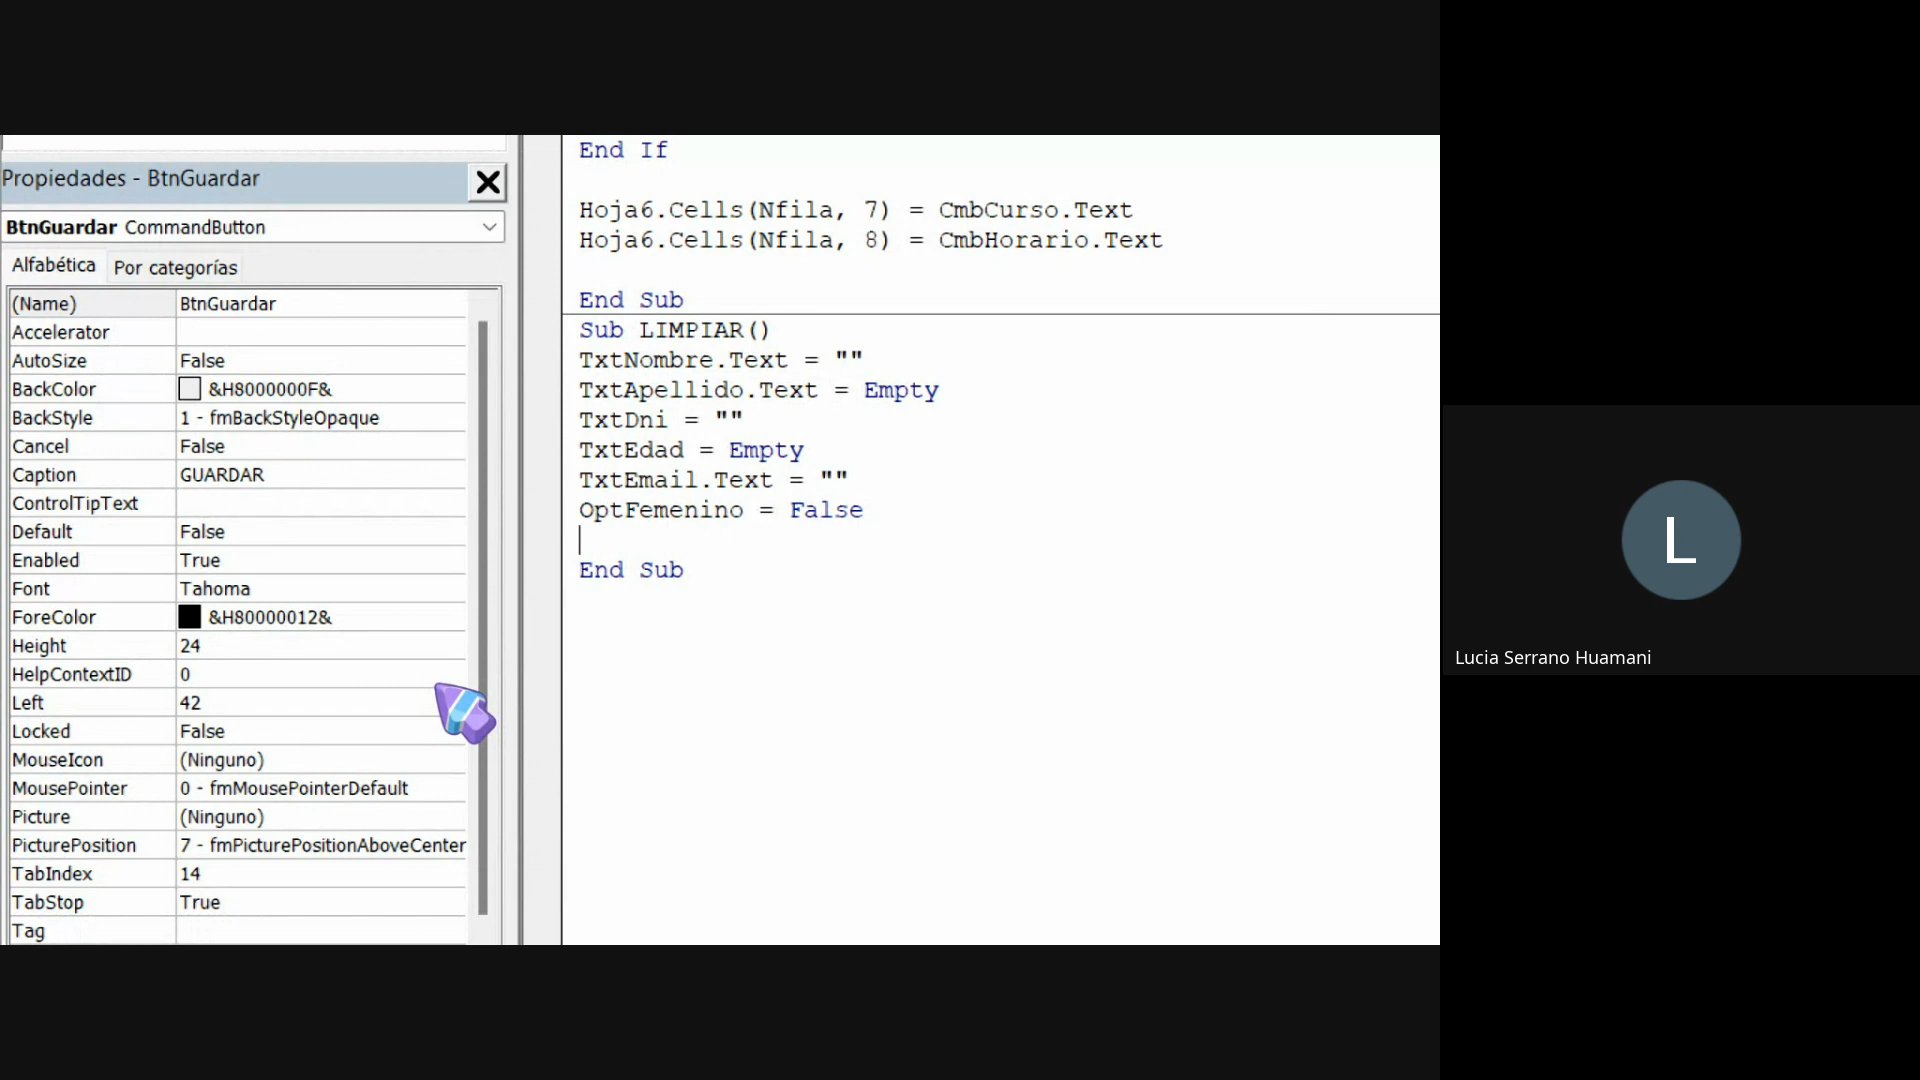 Propiedades - BtnGuardar
BtnGuardar CommandButton
Alfabética Por categorías
(Name) BtnGuardar
Accelerator
AutoSize False
BackColor &H8000000F&
BackStyle 1 - fmBackStyleOpaque
Cancel False
Caption GUARDAR
ControlTipText
Default False
Enabled True
Font Tahoma
ForeColor &H80000012&
Height 24
HelpContextID 0
Left 42
Locked False
MouseIcon (Ninguno)
MousePointer 0 - fmMousePointerDefault
Picture (Ninguno)
PicturePosition 7 - fmPicturePositionAboveCenter
TabIndex 14
TabStop True
Tag
End If
Hoja6.Cells(Nfila, 7) = CmbCurso.Text
Hoja6.Cells(Nfila, 8) = CmbHorario.Text
End Sub
Sub LIMPIAR()
TxtNombre.Text = ""
TxtApellido.Text = Empty
TxtDni = ""
TxtEdad = Empty
TxtEmail.Text = ""
OptFemenino = False
End Sub
L
Lucia Serrano Huamani